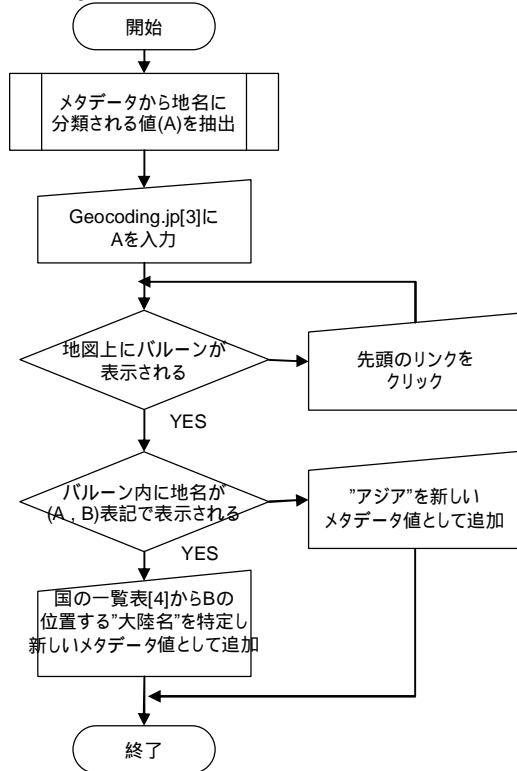 開始
メタデータから地名に
分類される値(A)を抽出
Geocoding.jp[3]に
Aを入力
地図上にバルーンが
表示される
先頭のリンクを
クリック
YES
バルーン内に地名が
(A , B)表記で表示される
”アジア”を新しい
メタデータ値として追加
YES
国の一覧表[4]からBの
位置する”大陸名”を特定し
新しいメタデータ値として追加
終了